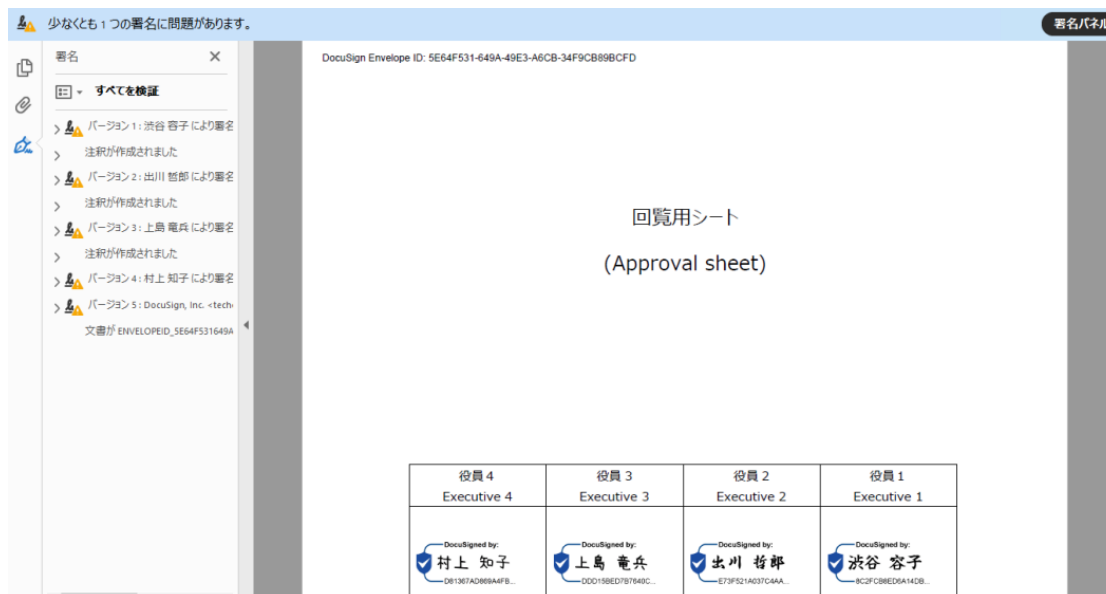 少なくとも 1 つの署名に問題があります。
署名パネル
署名
すべてを検証
バージョン 1 : 渋谷 容子 により署名
注釈が作成されました
バージョン 2 : 出川 哲郎 により署名
注釈が作成されました
バージョン 3 : 上島 竜兵 により署名
注釈が作成されました
バージョン 4 : 村上 知子 により署名
バージョン 5 : DocuSign, Inc. <tech
文書が ENVELOPEID_5E64F531649A
DocuSign Envelope ID: 5E64F531-649A-49E3-A6CB-34F9CB89BCFD
回覧用シート
(Approval sheet)
役員 4 役員 3 役員 2 役員 1
Executive 4 Executive 3 Executive 2 Executive 1
DocuSigned by: DocuSigned by: DocuSigned by: DocuSigned by:
村上 知子 上島 竜兵 出川 哲郎 渋谷 容子
D61367AD869A4FB... DDD15BED7B7648C... E73F521A037C4AA... 8C2FCB8ED6A14DB...